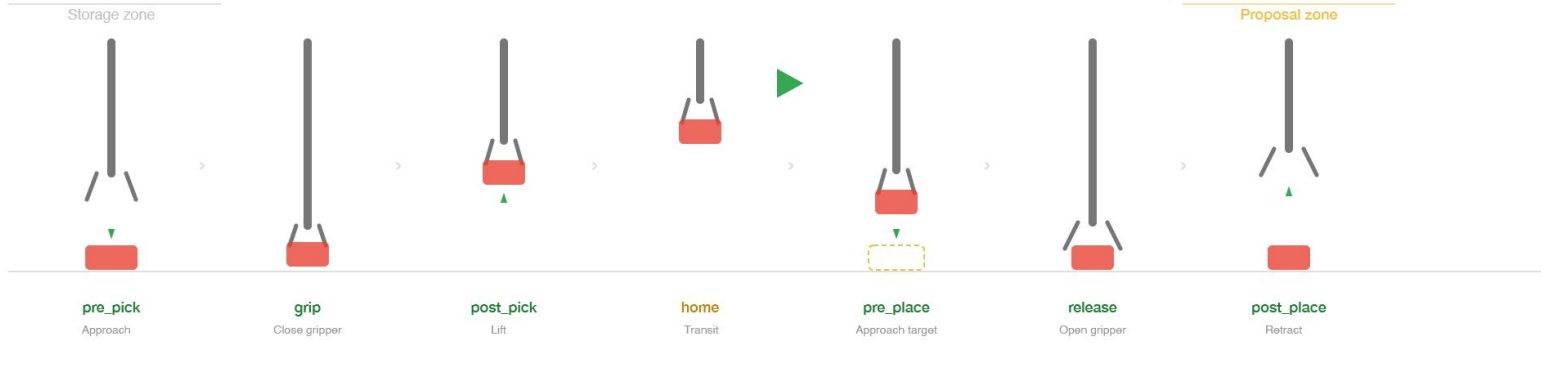 Storage zone
Proposal zone
pre_pick
grip
post_pick
home
pre_place
release
post_place
Approach
Close gripper
Lift
Transit
Approach target
Open gripper
Retract